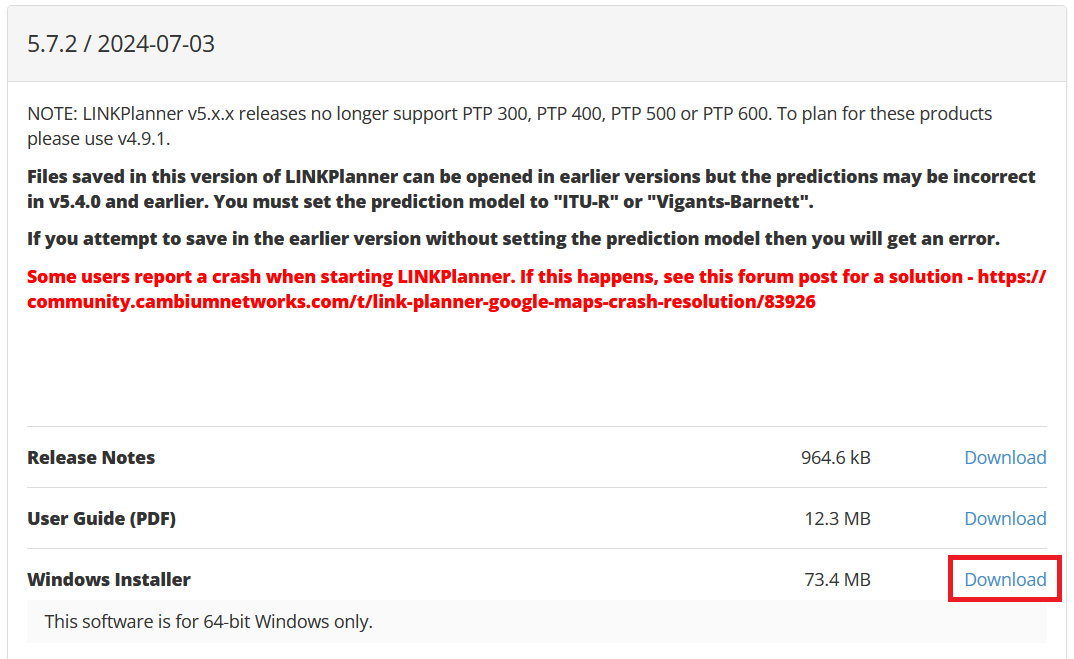 5.7.2 / 2024-07-03
NOTE: LINKPlanner v5.x.x releases no longer support PTP 300, PTP 400, PTP 500 or PTP 600. To plan for these products
please use v4.9.1.
Files saved in this version of LINKPlanner can be opened in earlier versions but the predictions may be incorrect
in v5.4.0 and earlier. You must set the prediction model to "ITU-R" or "Vigants-Barnett".
If you attempt to save in the earlier version without setting the prediction model then you will get an error.
Some users report a crash when starting LINKPlanner. If this happens, see this forum post for a solution - https://
community.cambiumnetworks.com/t/link-planner-google-maps-crash-resolution/83926
Release Notes 964.6 kB Download
User Guide (PDF) 12.3 MB Download
Windows Installer 73.4 MB Download
This software is for 64-bit Windows only.